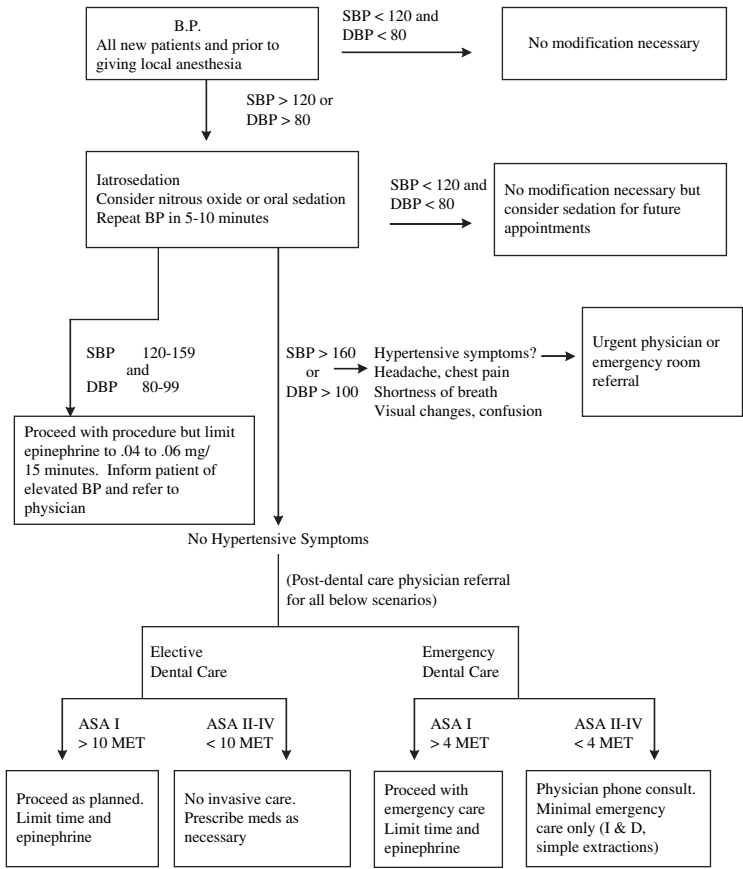 B.P.
All new patients and prior to
giving local anesthesia
SBP < 120 and
DBP < 80
No modification necessary
SBP > 120 or
DBP > 80
Iatrosedation
Consider nitrous oxide or oral sedation
Repeat BP in 5-10 minutes
SBP < 120 and
DBP < 80
No modification necessary but
consider sedation for future
appointments
SBP 120-159
and
DBP 80-99
SBP > 160
or
DBP > 100
Hypertensive symptoms?
Headache, chest pain
Shortness of breath
Visual changes, confusion
Urgent physician or
emergency room
referral
Proceed with procedure but limit
epinephrine to .04 to .06 mg/
15 minutes. Inform patient of
elevated BP and refer to
physician
No Hypertensive Symptoms
(Post-dental care physician referral
for all below scenarios)
Elective
Dental Care
Emergency
Dental Care
ASA I
> 10 MET
ASA II-IV
< 10 MET
ASA I
> 4 MET
ASA II-IV
< 4 MET
Proceed as planned.
Limit time and
epinephrine
No invasive care.
Prescribe meds as
necessary
Proceed with
emergency care
Limit time and
epinephrine
Physician phone consult.
Minimal emergency
care only (I & D,
simple extractions)